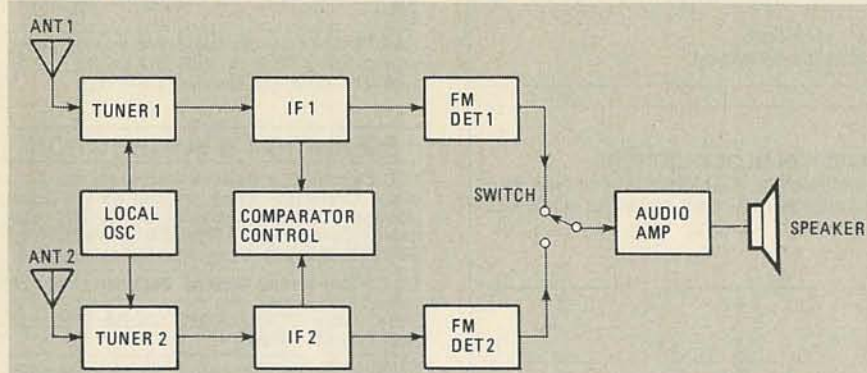 ANT 1
TUNER 1
IF 1
FM
DET 1
LOCAL
OSC
COMPARATOR
CONTROL
SWITCH
AUDIO
AMP
SPEAKER
ANT 2
TUNER 2
IF 2
FM
DET 2